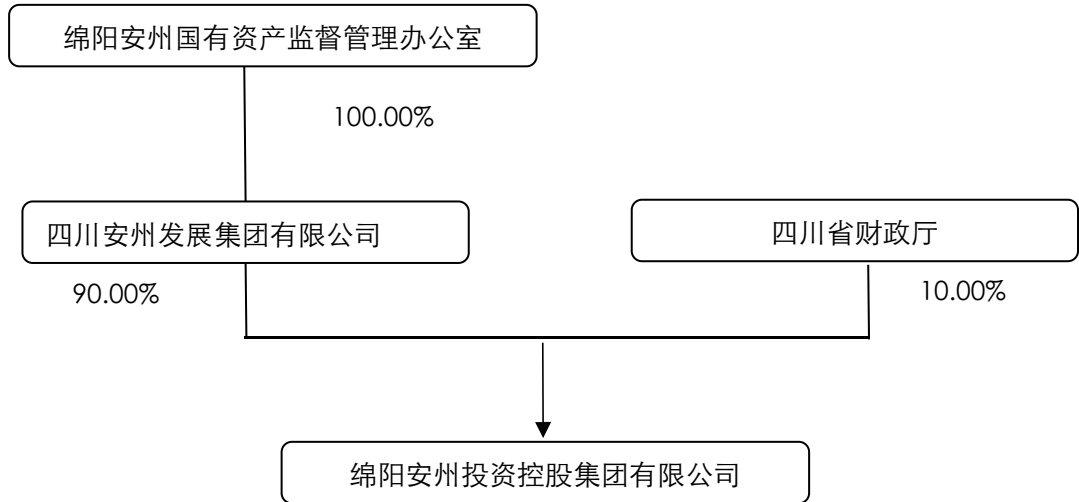 绵阳安州国有资产监督管理办公室
100.00%
四川安州发展集团有限公司
四川省财政厅
90.00%
10.00%
绵阳安州投资控股集团有限公司